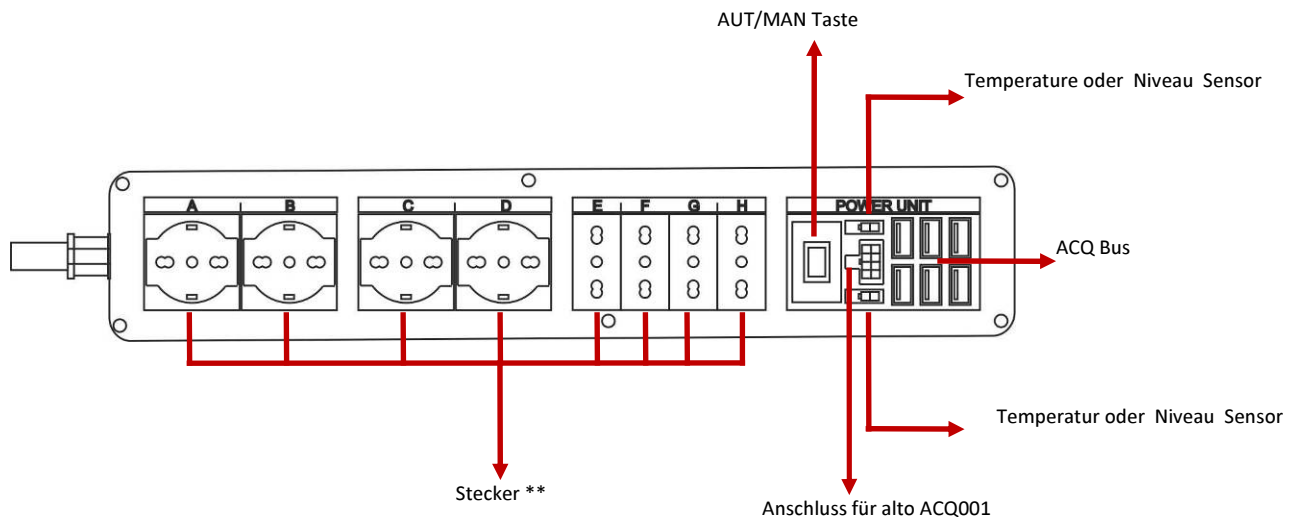 AUT/MAN Taste
Temperature oder Niveau Sensor
A B C D E F G H POWER UNIT
ACQ Bus
Temperatur oder Niveau Sensor
Stecker **
Anschluss für alto ACQ001